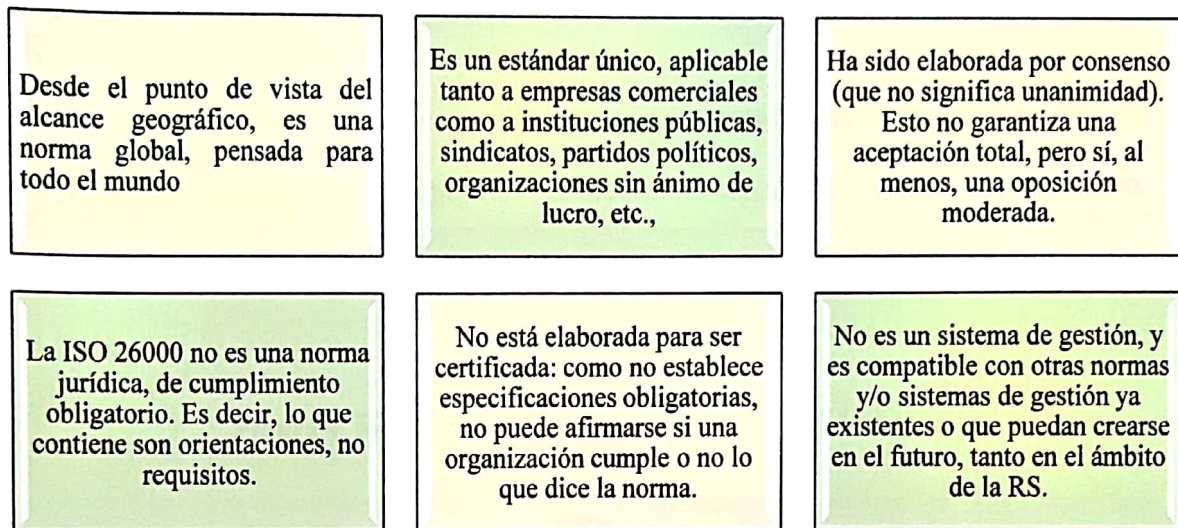 Desde el punto de vista del
alcance geográfico, es una
norma global, pensada para
todo el mundo
Es un estándar único, aplicable
tanto a empresas comerciales
como a instituciones públicas,
sindicatos, partidos políticos,
organizaciones sin ánimo de
lucro, etc.,
Ha sido elaborada por consenso
(que no significa unanimidad).
Esto no garantiza una
aceptación total, pero sí, al
menos, una oposición
moderada.
La ISO 26000 no es una norma
jurídica, de cumplimiento
obligatorio. Es decir, lo que
contiene son orientaciones, no
requisitos.
No está elaborada para ser
certificada: como no establece
especificaciones obligatorias,
no puede afirmarse si una
organización cumple o no lo
que dice la norma.
No es un sistema de gestión, y
es compatible con otras normas
y/o sistemas de gestión ya
existentes o que puedan crearse
en el futuro, tanto en el ámbito
de la RS.